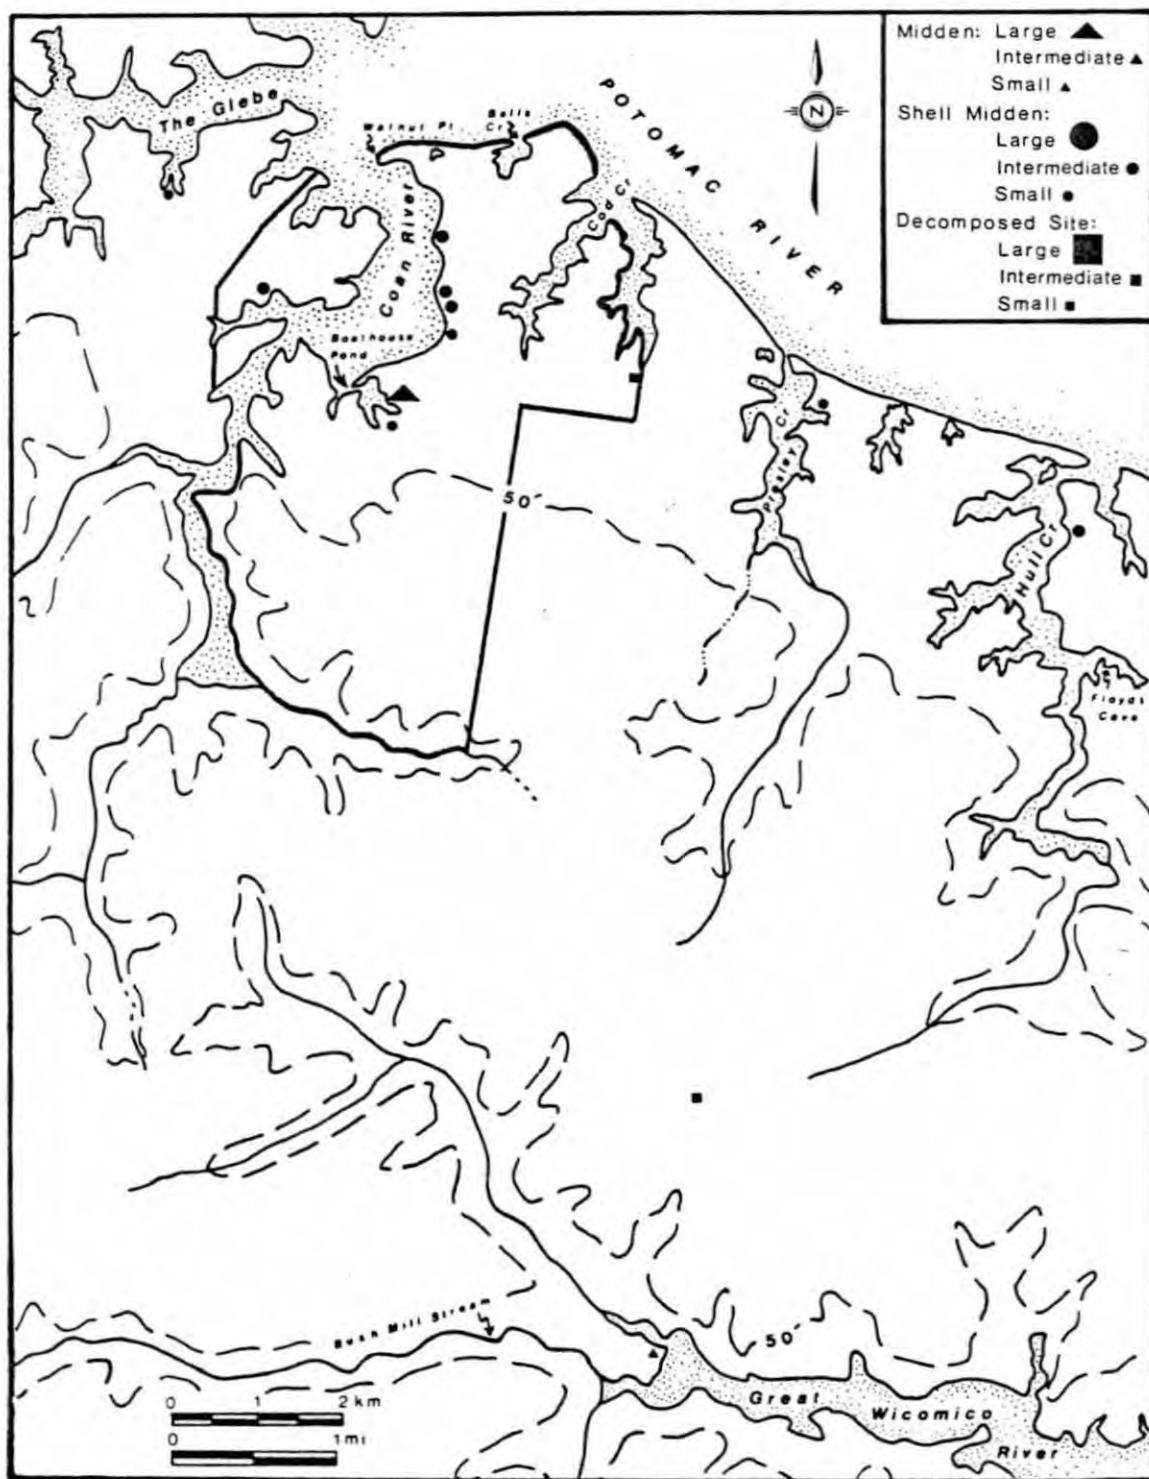 Midden: Large
Intermediate
Small
Shell Midden:
Large
Intermediate
Small
Decomposed Site:
Large
Intermediate
Small
N
The Glebe
Walnut Pt
Balls
Cr
POTOMAC RIVER
Cod Cr
Coan River
Boathouse
Pond
Presley Cr
Hull Cr
50'
Floyds
Cove
Bush Mill Stream
50'
Great
Wicomico
River
0 1 2 km
0 1 mi